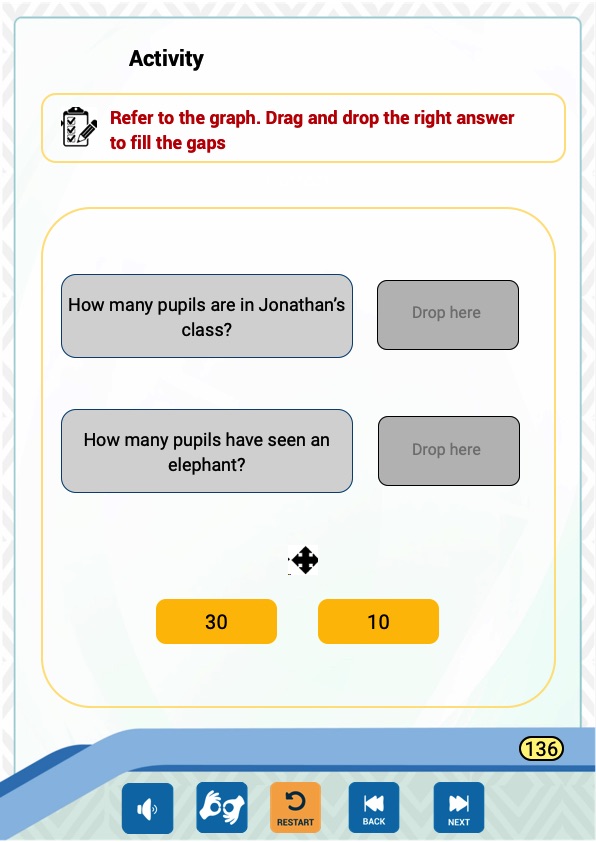 Activity
Refer to the graph. Drag and drop the right answer
to fill the gaps
How many pupils are in Jonathan's
class?
Drop here
How many pupils have seen an
elephant?
Drop here
30
10
136
RESTART
BACK
NEXT